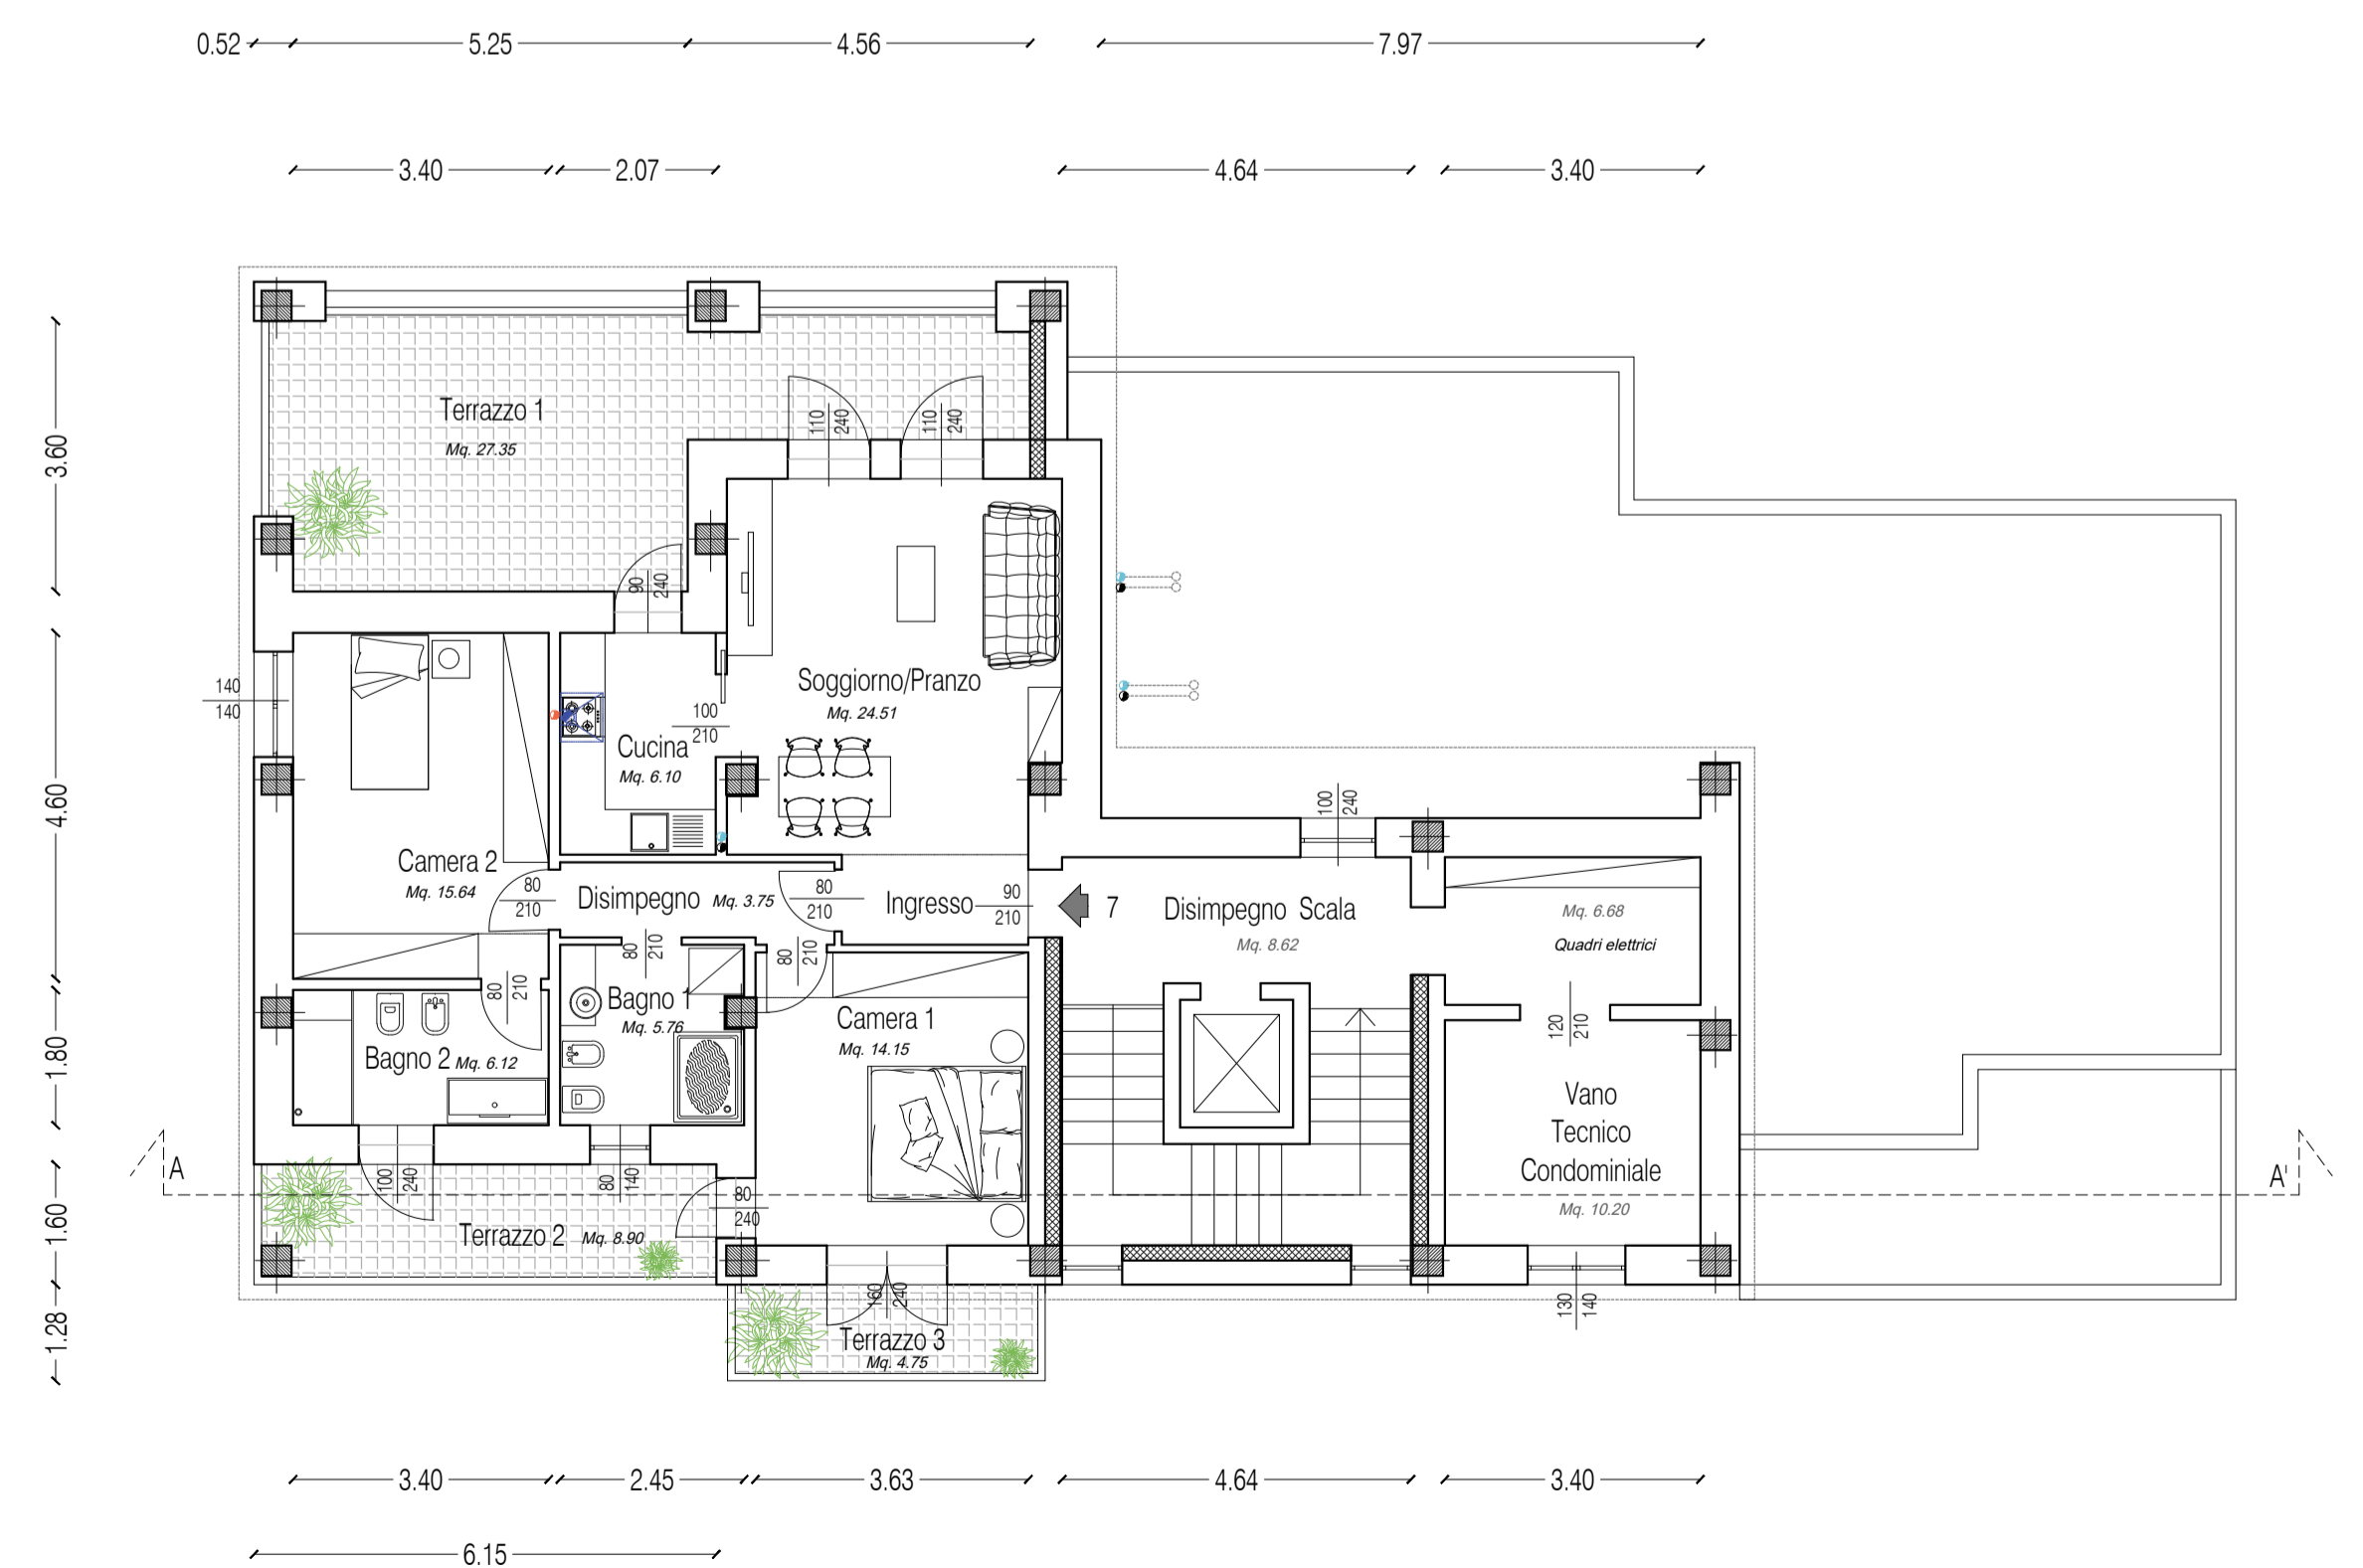 0.52 5.25 4.56 7.97
3.40 2.07 4.64 3.40
3.60
4.60
1.80
1.60
1.28
Terrazzo 1
Mq. 27.35
110
240
110
240
90
240
140
140
Soggiorno/Pranzo
Mq. 24.51
100
210
Cucina
Mq. 6.10
100
240
Camera 2
Mq. 15.64
80
210
Disimpegno Mq. 3.75
80
210
Ingresso
90
210
7
Disimpegno Scala
Mq. 8.62
Mq. 6.68
Quadri elettrici
80
210
80
210
80
210
Bagno 1
Mq. 5.76
Camera 1
Mq. 14.15
120
210
Bagno 2 Mq. 6.12
Vano
Tecnico
Condominiale
Mq. 10.20
A
A'
100
240
80
140
80
240
Terrazzo 2 Mq. 8.90
160
240
130
140
Terrazzo 3
Mq. 4.75
3.40 2.45 3.63 4.64 3.40
6.15